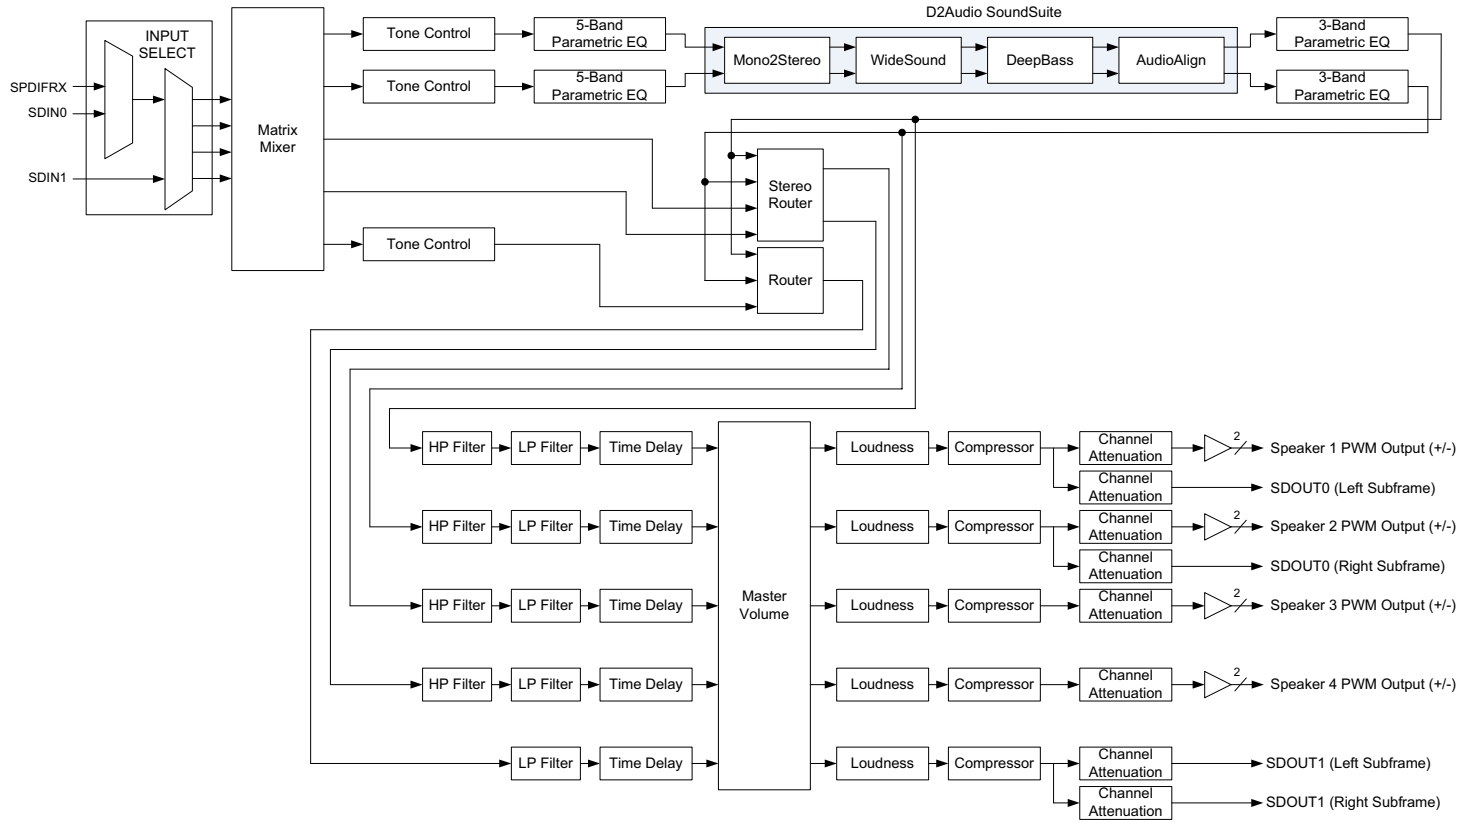 D2Audio SoundSuite
INPUT
SELECT
SPDIFRX
SDIN0
SDIN1
Matrix
Mixer
Tone Control
5-Band
Parametric EQ
Mono2Stereo
WideSound
DeepBass
AudioAlign
3-Band
Parametric EQ
Tone Control
5-Band
Parametric EQ
3-Band
Parametric EQ
Stereo
Router
Tone Control
Router
HP Filter
LP Filter
Time Delay
Master
Volume
Loudness
Compressor
Channel
Attenuation
2
Speaker 1 PWM Output (+/-)
Channel
Attenuation
SDOUT0 (Left Subframe)
HP Filter
LP Filter
Time Delay
Loudness
Compressor
Channel
Attenuation
2
Speaker 2 PWM Output (+/-)
Channel
Attenuation
SDOUT0 (Right Subframe)
HP Filter
LP Filter
Time Delay
Loudness
Compressor
Channel
Attenuation
2
Speaker 3 PWM Output (+/-)
HP Filter
LP Filter
Time Delay
Loudness
Compressor
Channel
Attenuation
2
Speaker 4 PWM Output (+/-)
LP Filter
Time Delay
Loudness
Compressor
Channel
Attenuation
SDOUT1 (Left Subframe)
Channel
Attenuation
SDOUT1 (Right Subframe)